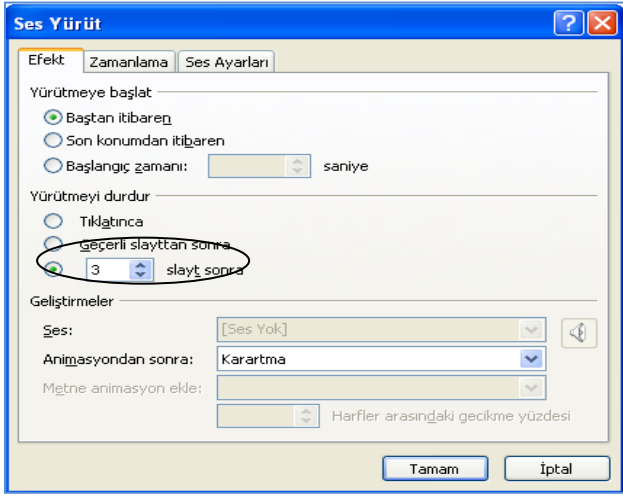 Ses Yürüt
Efekt Zamanlama Ses Ayarları
Yürütmeye başlat
Baştan itibaren
Son konumdan itibaren
Başlangıç zamanı: saniye
Yürütmeyi durdur
Tıklatınca
Geçerli slayttan sonra
3 slayt sonra
Geliştirmeler
Ses: [Ses Yok]
Animasyondan sonra: Karartma
Metne animasyon ekle:
Harfler arasındaki gecikme yüzdesi
Tamam İptal